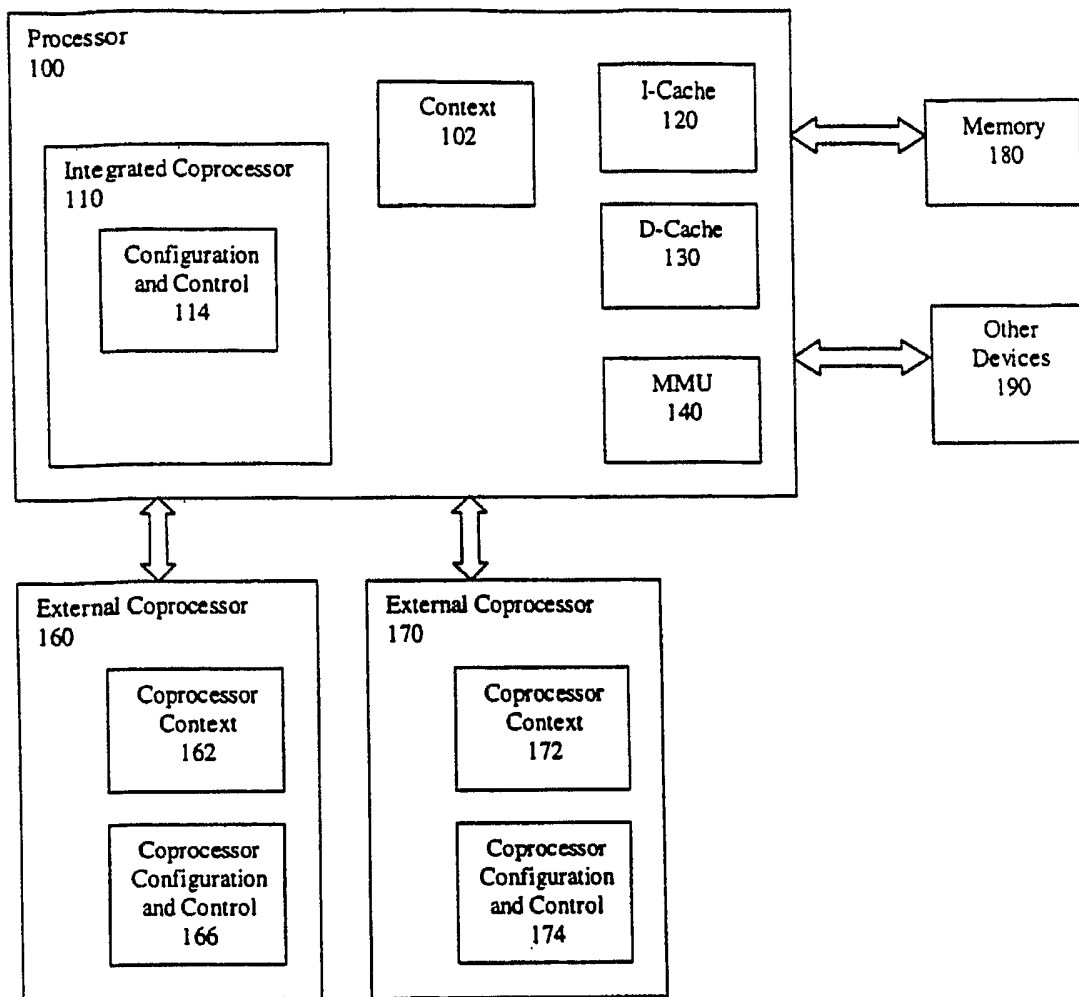 Processor
100
Integrated Coprocessor
110
Configuration
and Control
114
Context
102
I-Cache
120
D-Cache
130
MMU
140
Memory
180
Other
Devices
190
External Coprocessor
160
Coprocessor
Context
162
Coprocessor
Configuration
and Control
166
External Coprocessor
170
Coprocessor
Context
172
Coprocessor
Configuration
and Control
174